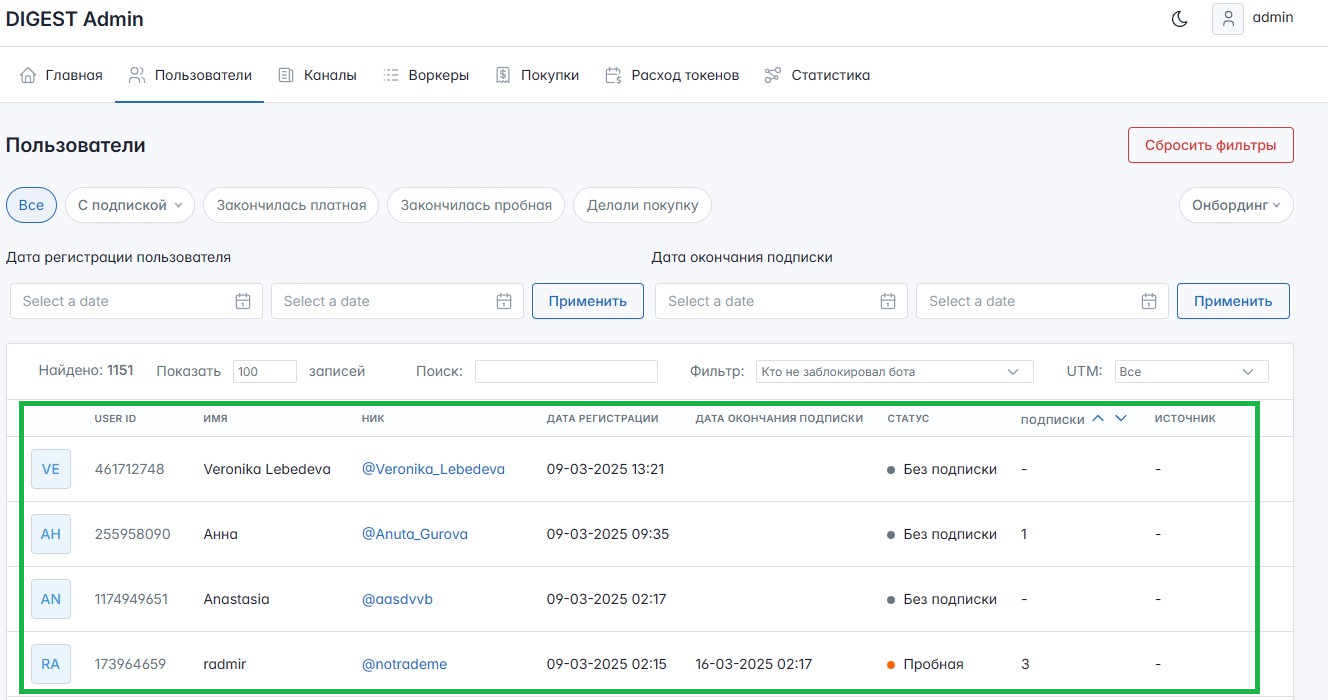 DIGEST Admin
admin
Главная Пользователи Каналы Воркеры Покупки Расход токенов Статистика
Пользователи
Сбросить фильтры
Все С подпиской Закончилась платная Закончилась пробная Делали покупку Онбординг
Дата регистрации пользователя Дата окончания подписки
Select a date Select a date Применить Select a date Select a date Применить
Найдено: 1151 Показать 100 записей Поиск: Фильтр: Кто не заблокировал бота UTM: Все
USER ID ИМЯ НИК ДАТА РЕГИСТРАЦИИ ДАТА ОКОНЧАНИЯ ПОДПИСКИ СТАТУС ПОДПИСКИ ИСТОЧНИК
VE 461712748 Veronika Lebedeva @Veronika_Lebedeva 09-03-2025 13:21 Без подписки - -
АН 255958090 Анна @Anuta_Gurova 09-03-2025 09:35 Без подписки 1 -
AN 1174949651 Anastasia @aasdvvb 09-03-2025 02:17 Без подписки - -
RA 173964659 radmir @notrademe 09-03-2025 02:15 16-03-2025 02:17 Пробная 3 -